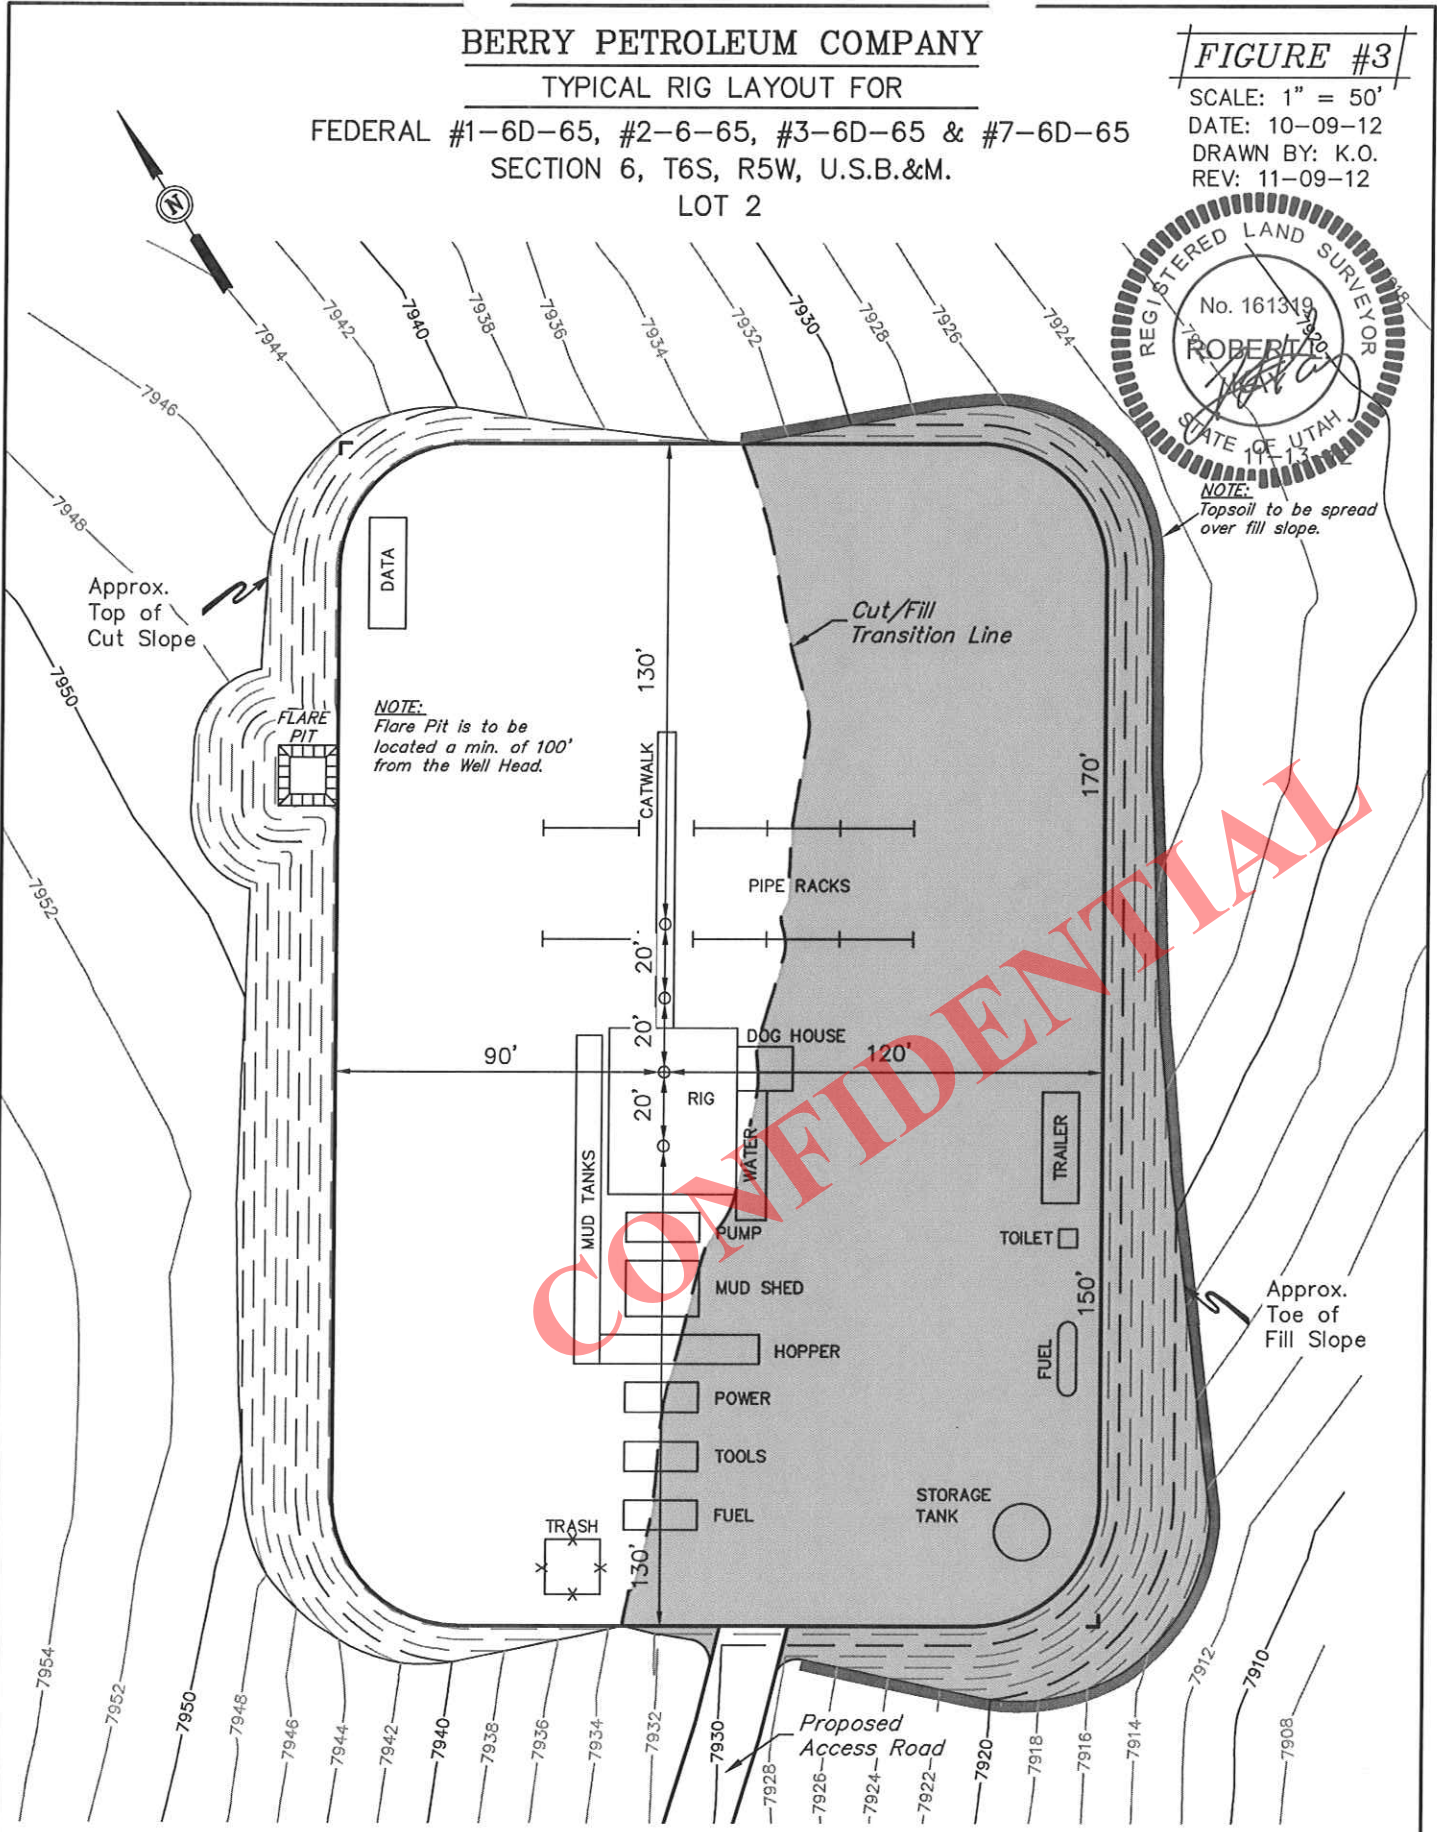 BERRY PETROLEUM COMPANY
TYPICAL RIG LAYOUT FOR
FEDERAL #1-6D-65, #2-6-65, #3-6D-65 & #7-6D-65
SECTION 6, T6S, R5W, U.S.B.&M.
LOT 2
FIGURE #3
SCALE: 1" = 50'
DATE: 10-09-12
DRAWN BY: K.O.
REV: 11-09-12
N
REGISTERED LAND SURVEYOR
No. 161319
ROBERT L.
STATE OF UTAH
7944
7942
7940
7938
7936
7934
7932
7930
7928
7926
7924
7920
7946
7948
7950
7952
NOTE:
Topsoil to be spread
over fill slope.
Approx.
Top of
Cut Slope
DATA
Cut/Fill
Transition Line
130'
FLARE
PIT
NOTE:
Flare Pit is to be
located a min. of 100'
from the Well Head.
CATWALK
170'
PIPE RACKS
20'
20'
DOG HOUSE
90'
120'
20'
RIG
MUD TANKS
WATER
TRAILER
PUMP
TOILET
MUD SHED
150'
HOPPER
FUEL
Approx.
Toe of
Fill Slope
POWER
TOOLS
STORAGE
TANK
FUEL
TRASH
130'
CONFIDENTIAL
Proposed
Access Road
7954
7952
7950
7948
7946
7944
7942
7940
7938
7936
7934
7932
7930
7928
7926
7924
7922
7920
7918
7916
7914
7912
7910
7908